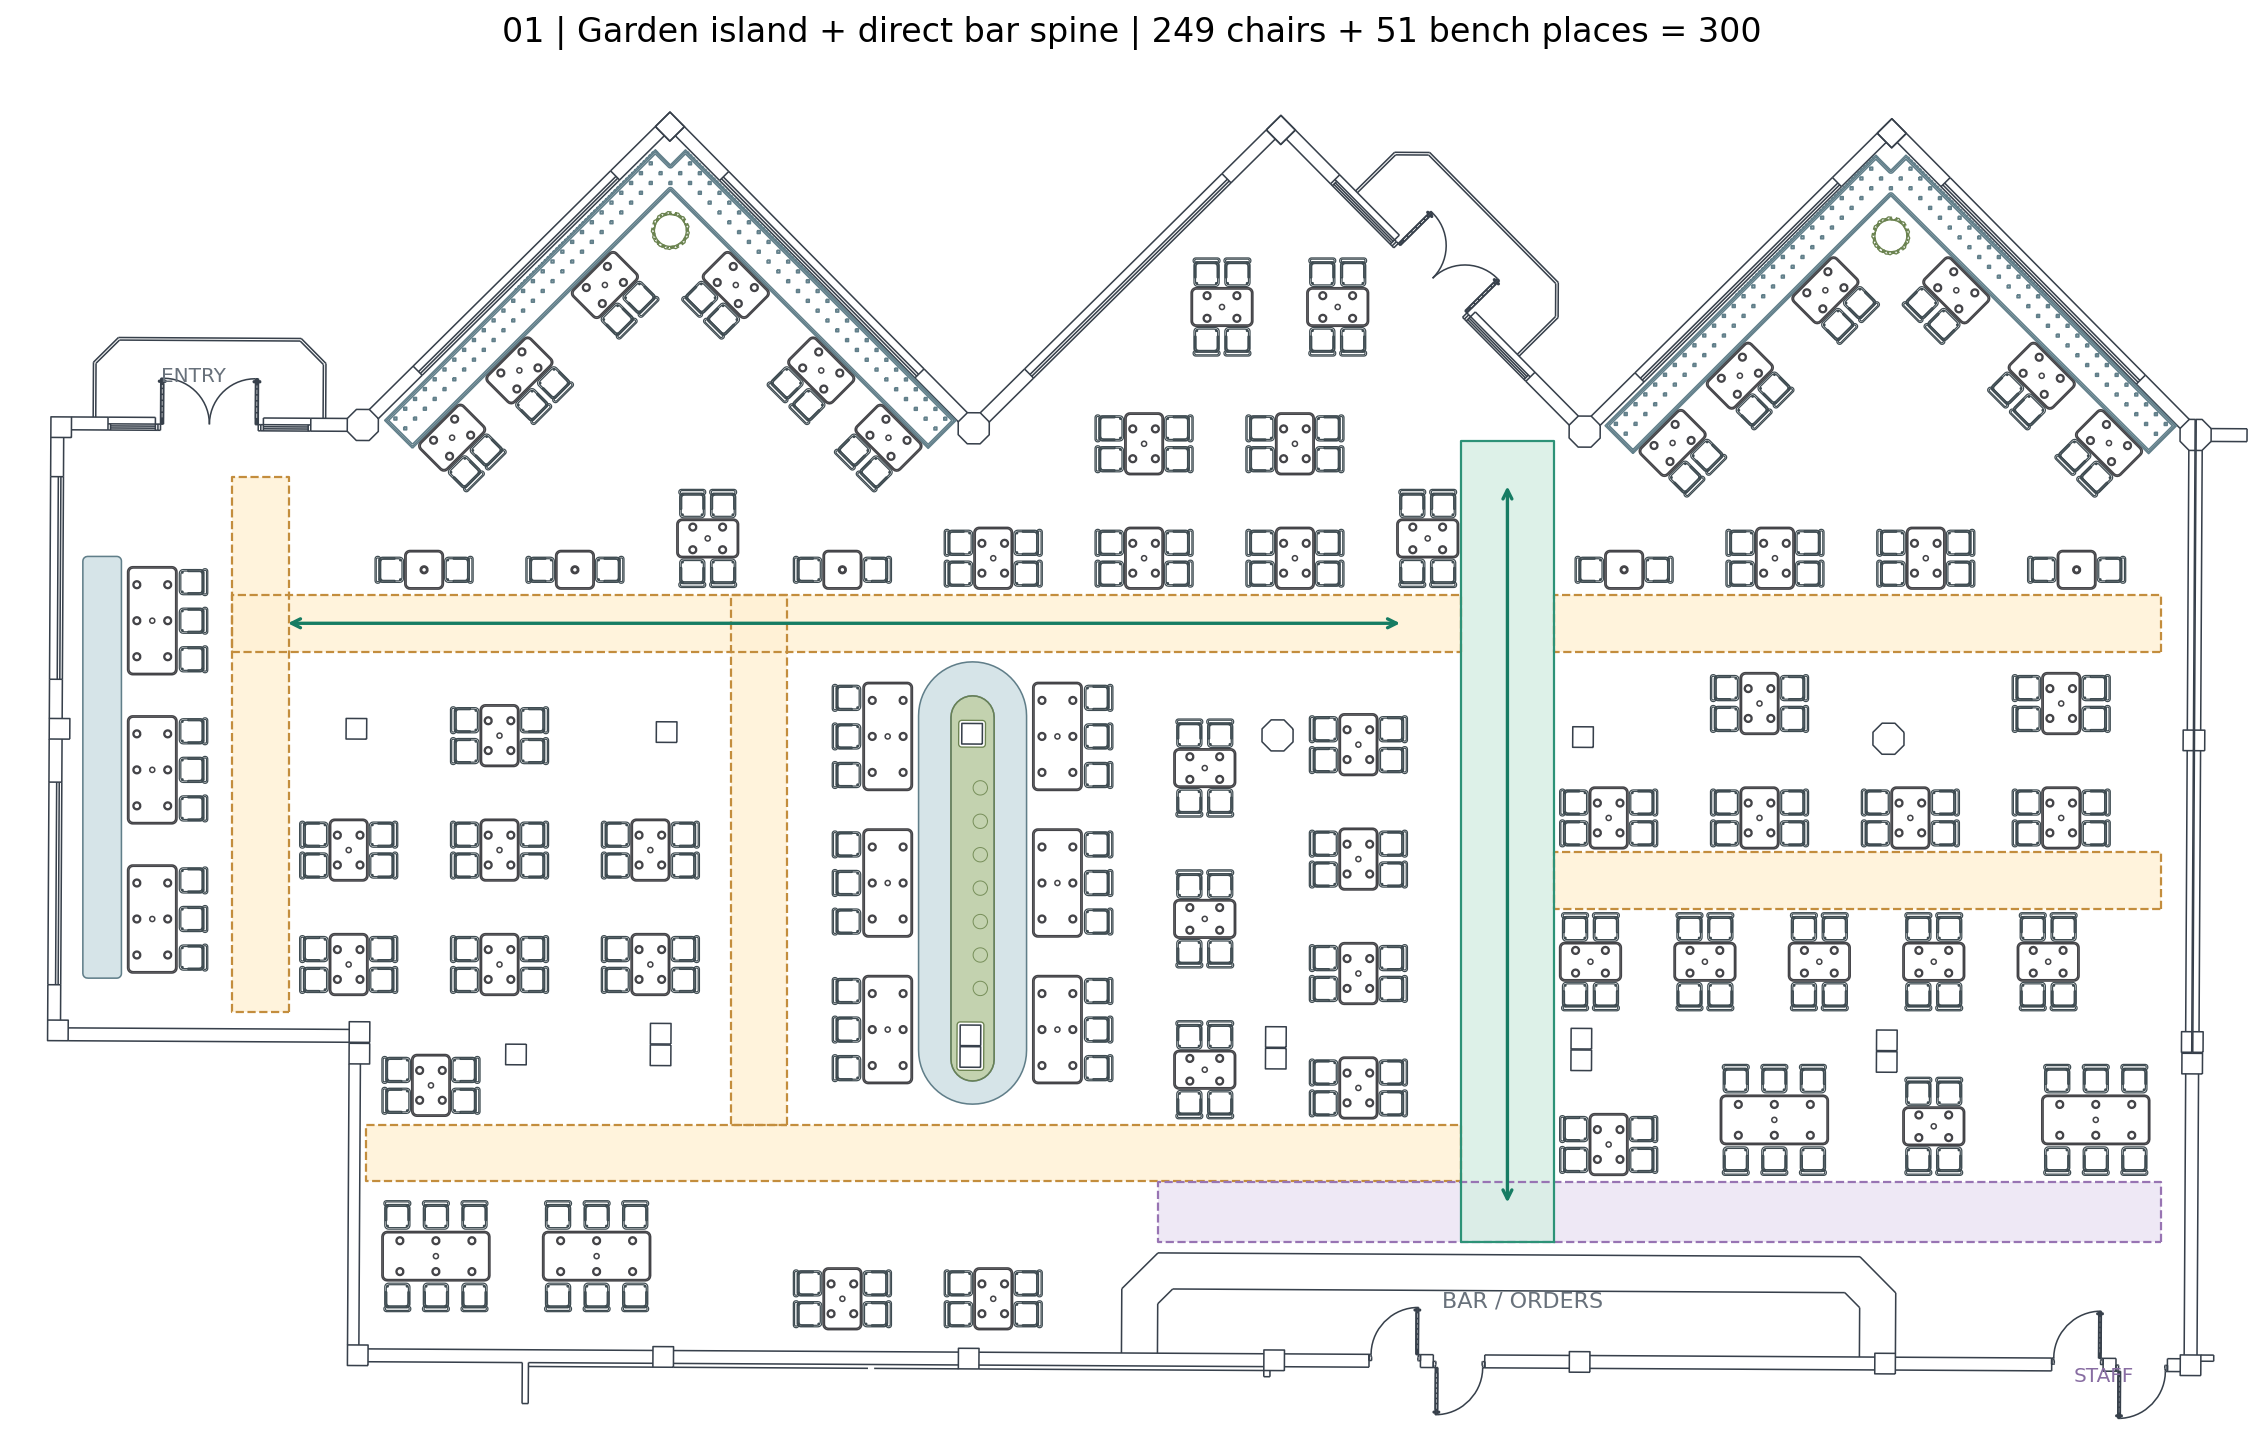 01 | Garden island + direct bar spine | 249 chairs + 51 bench places = 300
ENTRY
BAR / ORDERS
STAFF